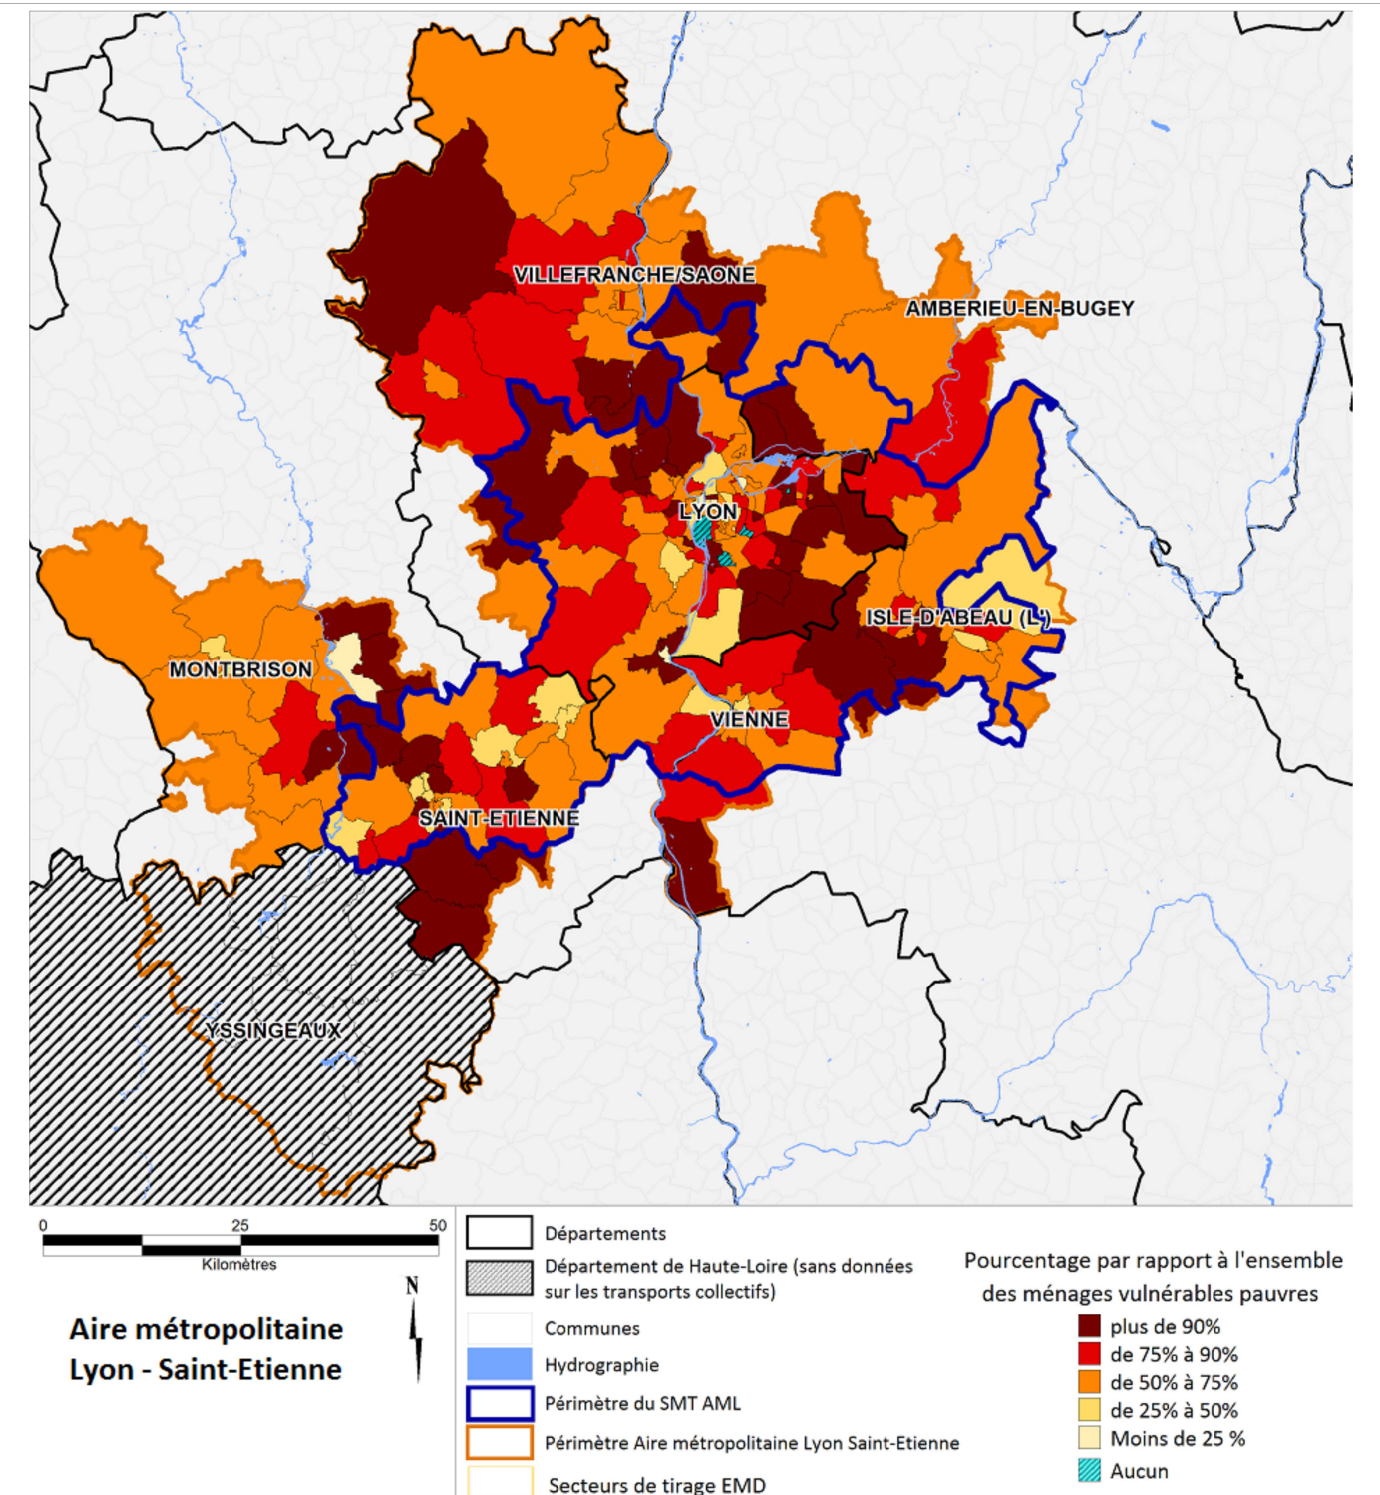 VILLEFRANCHE/SAONE
AMBERIEU-EN-BUGEY
LYON
ISLE-D'ABEAU (L')
MONTBRISON
VIENNE
SAINT-ETIENNE
YSSINGEAUX
0 25 50
Kilomètres
N
Aire métropolitaine
Lyon - Saint-Etienne
Départements
Département de Haute-Loire (sans données
sur les transports collectifs)
Communes
Hydrographie
Périmètre du SMT AML
Périmètre Aire métropolitaine Lyon Saint-Etienne
Secteurs de tirage EMD
Pourcentage par rapport à l'ensemble
des ménages vulnérables pauvres
plus de 90%
de 75% à 90%
de 50% à 75%
de 25% à 50%
Moins de 25 %
Aucun